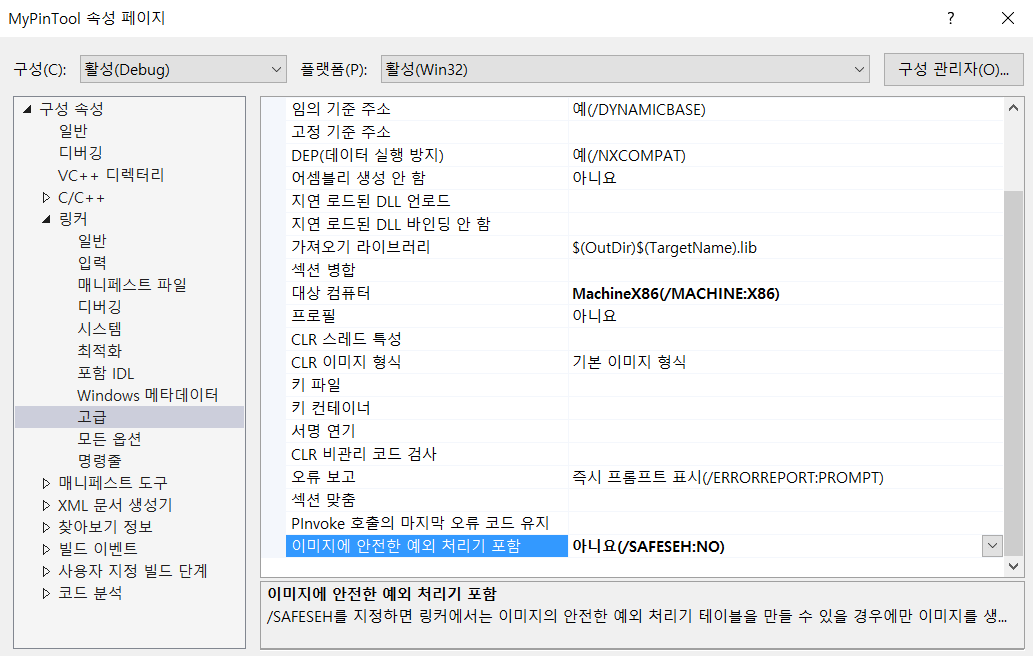 MyPinTool 속성 페이지
?
구성(C): 활성(Debug) 플랫폼(P): 활성(Win32) 구성 관리자(O)...
구성 속성
일반
디버깅
VC++ 디렉터리
C/C++
링커
일반
입력
매니페스트 파일
디버깅
시스템
최적화
포함 IDL
Windows 메타데이터
고급
모든 옵션
명령줄
매니페스트 도구
XML 문서 생성기
찾아보기 정보
빌드 이벤트
사용자 지정 빌드 단계
코드 분석
임의 기준 주소 예(/DYNAMICBASE)
고정 기준 주소
DEP(데이터 실행 방지) 예(/NXCOMPAT)
어셈블리 생성 안 함 아니요
지연 로드된 DLL 언로드
지연 로드된 DLL 바인딩 안 함
가져오기 라이브러리 $(OutDir)$(TargetName).lib
섹션 병합
대상 컴퓨터 MachineX86(/MACHINE:X86)
프로필 아니요
CLR 스레드 특성
CLR 이미지 형식 기본 이미지 형식
키 파일
키 컨테이너
서명 연기
CLR 비관리 코드 검사
오류 보고 즉시 프롬프트 표시(/ERRORREPORT:PROMPT)
섹션 맞춤
PInvoke 호출의 마지막 오류 코드 유지
이미지에 안전한 예외 처리기 포함 아니요(/SAFESEH:NO)
이미지에 안전한 예외 처리기 포함
/SAFESEH를 지정하면 링커에서는 이미지의 안전한 예외 처리기 테이블을 만들 수 있을 경우에만 이미지를 생...